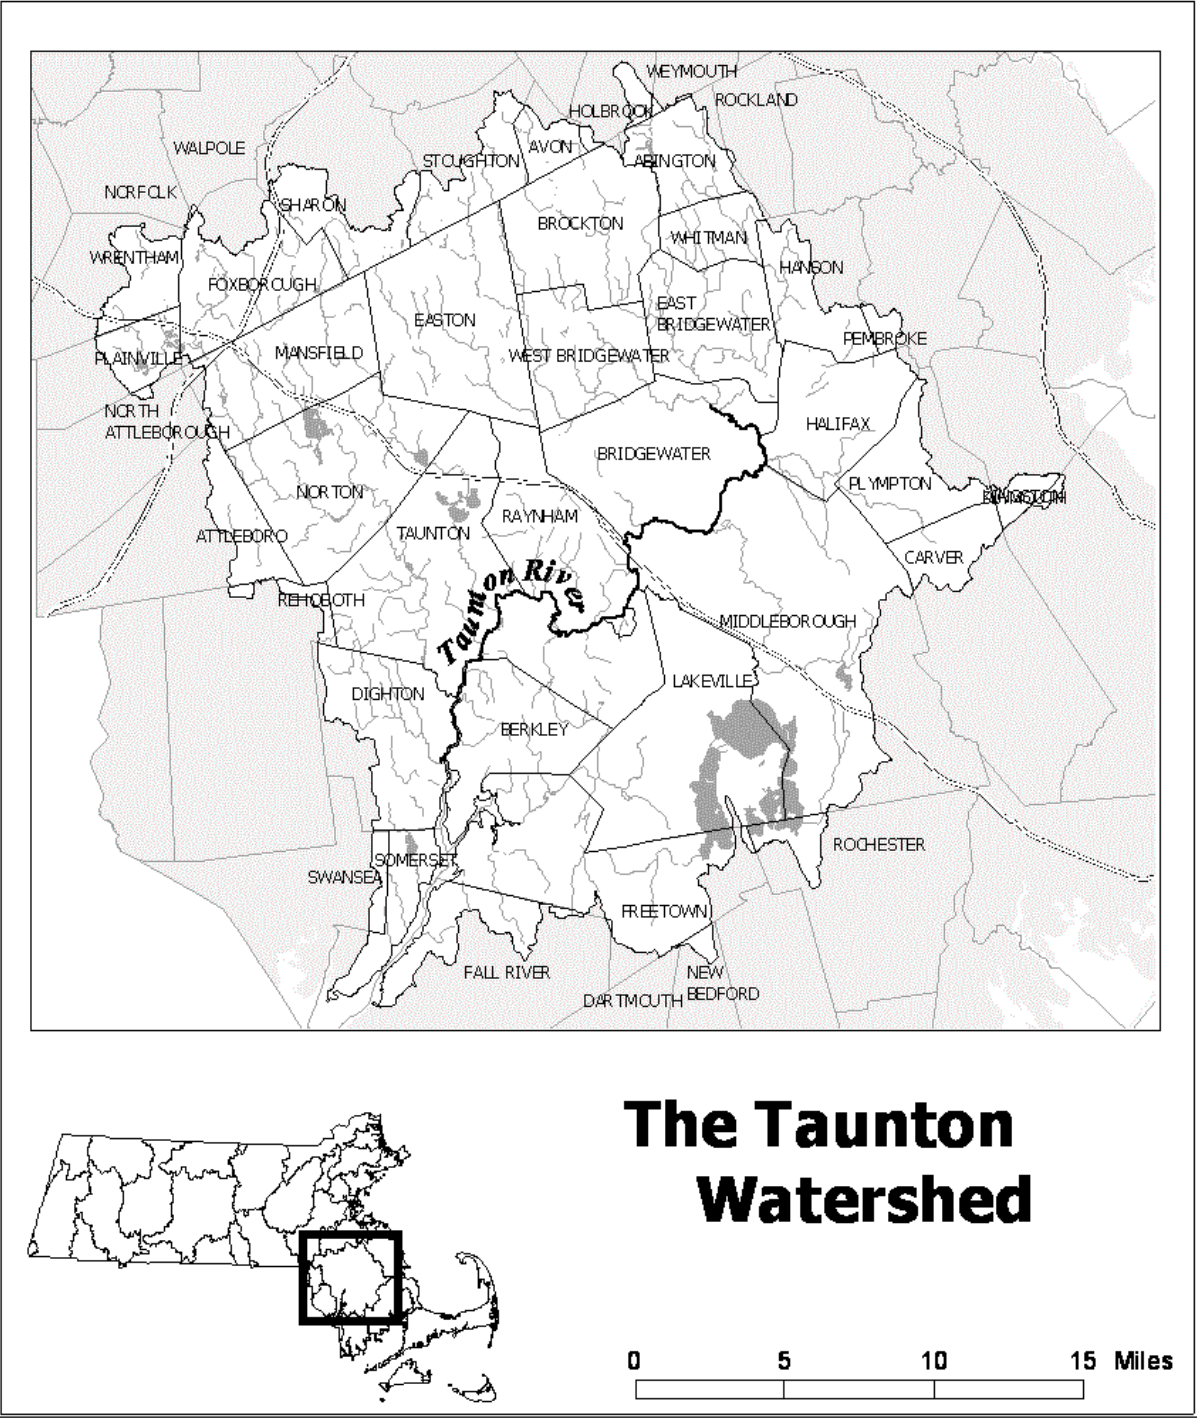 WEYMOUTH
HOLBROOK
ROCKLAND
WALPOLE
STOUGHTON
AVON
ABINGTON
NORFOLK
SHARON
BROCKTON
WHITMAN
WRENTHAM
FOXBOROUGH
HANSON
EASTON
EAST
BRIDGEWATER
PLAINVILLE
MANSFIELD
WEST BRIDGEWATER
PEMBROKE
NORTH
ATTLEBOROUGH
HALIFAX
BRIDGEWATER
NORTON
PLYMPTON
ATTLEBORO
TAUNTON
RAYNHAM
CARVER
Taunton River
REHOBOTH
MIDDLEBOROUGH
DIGHTON
LAKEVILLE
BERKLEY
SOMERSET
ROCHESTER
SWANSEA
FREETOWN
FALL RIVER
NEW
BEDFORD
DARTMOUTH
The Taunton
Watershed
0 5 10 15 Miles